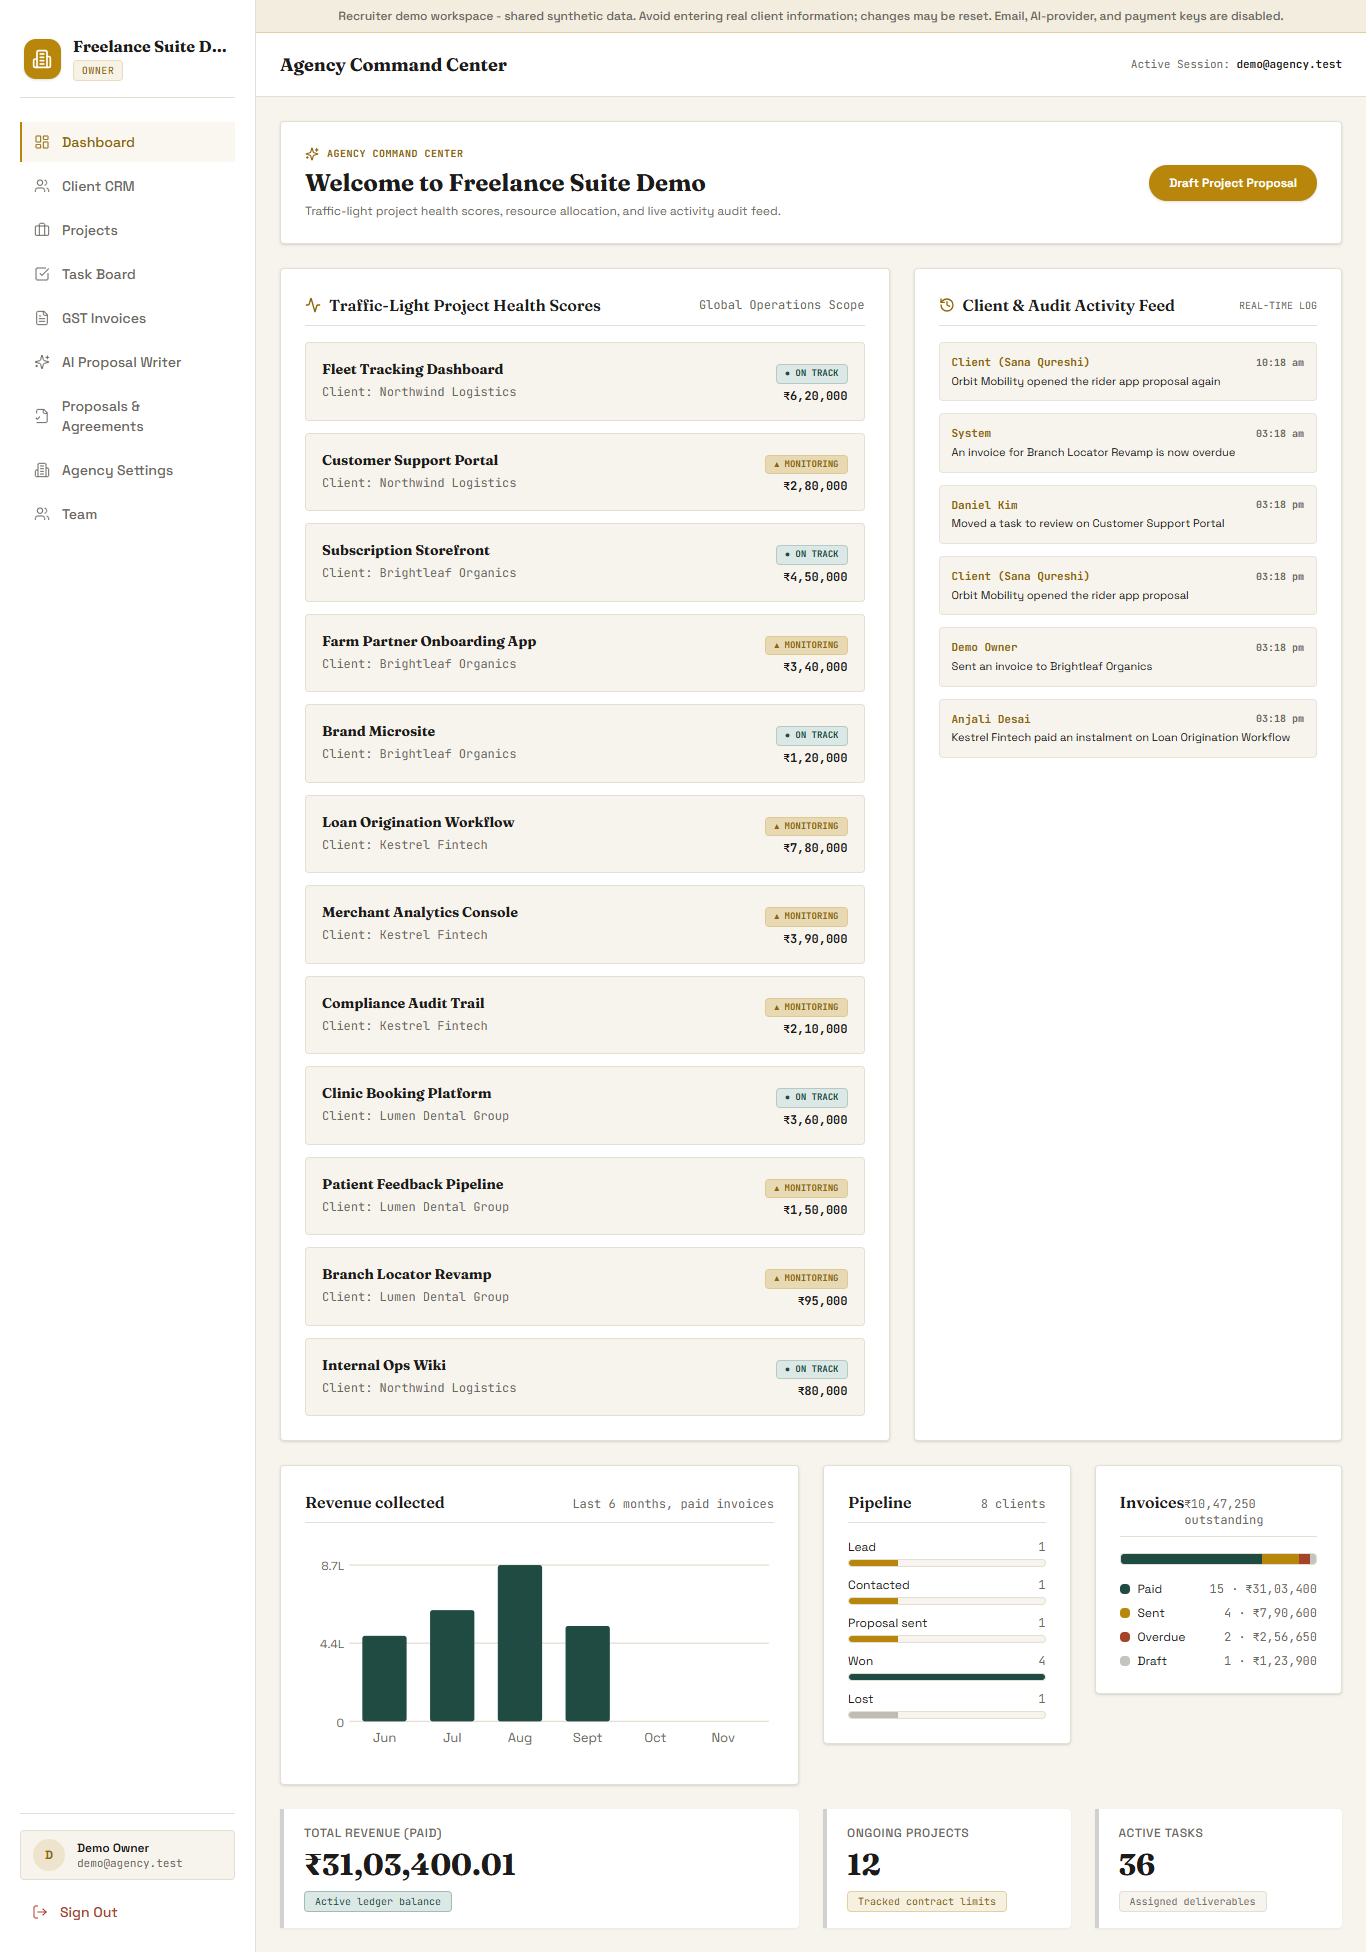 Recruiter demo workspace - shared synthetic data. Avoid entering real client information; changes may be reset. Email, AI-provider, and payment keys are disabled.
Freelance Suite D...
OWNER
Dashboard
Client CRM
Projects
Task Board
GST Invoices
AI Proposal Writer
Proposals &
Agreements
Agency Settings
Team
Demo Owner
D
demo@agency.test
Sign Out
Agency Command Center
Active Session: demo@agency.test
AGENCY COMMAND CENTER
Welcome to Freelance Suite Demo
Traffic-light project health scores, resource allocation, and live activity audit feed.
Draft Project Proposal
Traffic-Light Project Health Scores
Global Operations Scope
Fleet Tracking Dashboard
Client: Northwind Logistics
● ON TRACK
₹6,20,000
Customer Support Portal
Client: Northwind Logistics
▲ MONITORING
₹2,80,000
Subscription Storefront
Client: Brightleaf Organics
● ON TRACK
₹4,50,000
Farm Partner Onboarding App
Client: Brightleaf Organics
▲ MONITORING
₹3,40,000
Brand Microsite
Client: Brightleaf Organics
● ON TRACK
₹1,20,000
Loan Origination Workflow
Client: Kestrel Fintech
▲ MONITORING
₹7,80,000
Merchant Analytics Console
Client: Kestrel Fintech
▲ MONITORING
₹3,90,000
Compliance Audit Trail
Client: Kestrel Fintech
▲ MONITORING
₹2,10,000
Clinic Booking Platform
Client: Lumen Dental Group
● ON TRACK
₹3,60,000
Patient Feedback Pipeline
Client: Lumen Dental Group
▲ MONITORING
₹1,50,000
Branch Locator Revamp
Client: Lumen Dental Group
▲ MONITORING
₹95,000
Internal Ops Wiki
Client: Northwind Logistics
● ON TRACK
₹80,000
Client & Audit Activity Feed
REAL-TIME LOG
Client (Sana Qureshi)
10:18 am
Orbit Mobility opened the rider app proposal again
System
03:18 am
An invoice for Branch Locator Revamp is now overdue
Daniel Kim
03:18 pm
Moved a task to review on Customer Support Portal
Client (Sana Qureshi)
03:18 pm
Orbit Mobility opened the rider app proposal
Demo Owner
03:18 pm
Sent an invoice to Brightleaf Organics
Anjali Desai
03:18 pm
Kestrel Fintech paid an instalment on Loan Origination Workflow
Revenue collected
Last 6 months, paid invoices
8.7L
4.4L
0
Jun
Jul
Aug
Sept
Oct
Nov
Pipeline
8 clients
Lead
1
Contacted
1
Proposal sent
1
Won
4
Lost
1
Invoices
₹10,47,250
outstanding
Paid
15 · ₹31,03,400
Sent
4 · ₹7,90,600
Overdue
2 · ₹2,56,650
Draft
1 · ₹1,23,900
TOTAL REVENUE (PAID)
₹31,03,400.01
Active ledger balance
ONGOING PROJECTS
12
Tracked contract limits
ACTIVE TASKS
36
Assigned deliverables